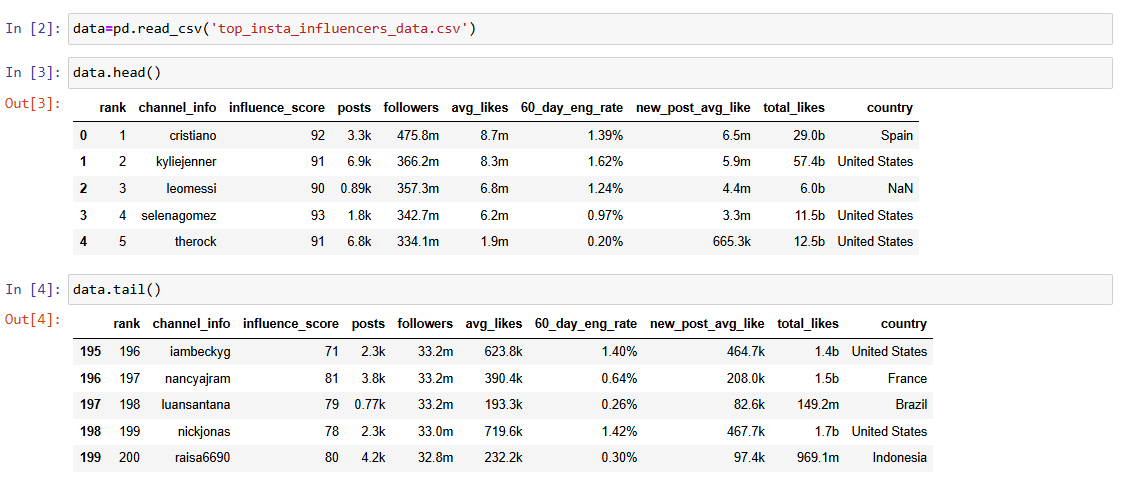 In [2]: data=pd.read_csv('top_insta_influencers_data.csv')
In [3]: data.head()
Out[3]:
rank channel_info influence_score posts followers avg_likes 60_day_eng_rate new_post_avg_like total_likes country
0 1 cristiano 92 3.3k 475.8m 8.7m 1.39% 6.5m 29.0b Spain
1 2 kyliejenner 91 6.9k 366.2m 8.3m 1.62% 5.9m 57.4b United States
2 3 leomessi 90 0.89k 357.3m 6.8m 1.24% 4.4m 6.0b NaN
3 4 selenagomez 93 1.8k 342.7m 6.2m 0.97% 3.3m 11.5b United States
4 5 therock 91 6.8k 334.1m 1.9m 0.20% 665.3k 12.5b United States
In [4]: data.tail()
Out[4]:
rank channel_info influence_score posts followers avg_likes 60_day_eng_rate new_post_avg_like total_likes country
195 196 iambeckyg 71 2.3k 33.2m 623.8k 1.40% 464.7k 1.4b United States
196 197 nancyajram 81 3.8k 33.2m 390.4k 0.64% 208.0k 1.5b France
197 198 luansantana 79 0.77k 33.2m 193.3k 0.26% 82.6k 149.2m Brazil
198 199 nickjonas 78 2.3k 33.0m 719.6k 1.42% 467.7k 1.7b United States
199 200 raisa6690 80 4.2k 32.8m 232.2k 0.30% 97.4k 969.1m Indonesia